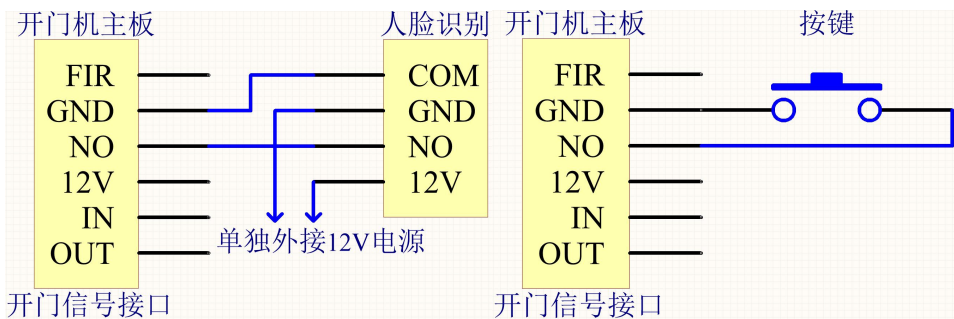 开门机主板
FIR
GND
NO
12V
IN
OUT
开门信号接口
人脸识别
COM
GND
NO
12V
单独外接12V电源
开门机主板
FIR
GND
NO
12V
IN
OUT
开门信号接口
按键